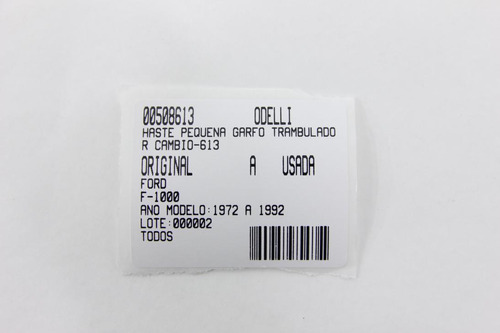 00508613 ODELLI
HASTE PEQUENA GARFO TRAMBULADO
R CAMBIO-613
ORIGINAL A USADA
FORD
F-1000
ANO MODELO:1972 A 1992
LOTE:000002
TODOS